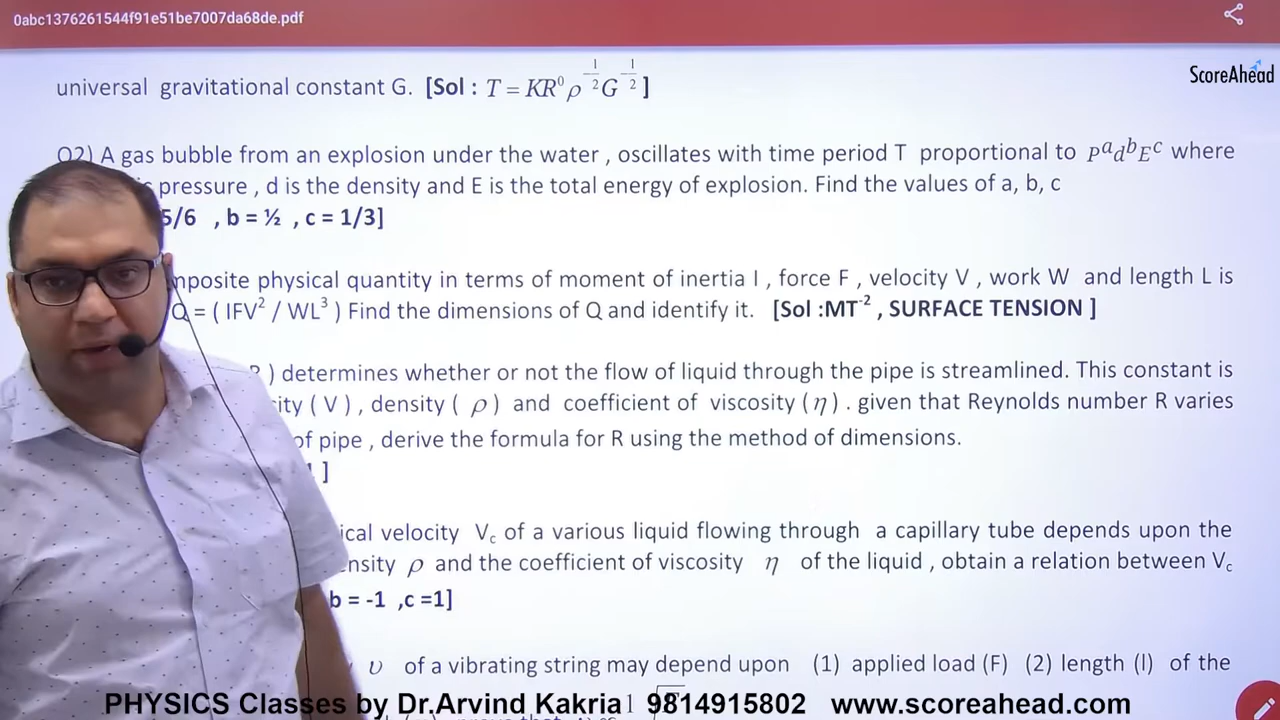 0abc1376261544f91e51be7007da68de.pdf
ScoreAhead
universal gravitational constant G. [Sol : T = KR⁰ ρ^(-1/2) G^(-1/2) ]
Q2) A gas bubble from an explosion under the water , oscillates with time period T proportional to PᵃdᵇEᶜ where
pressure , d is the density and E is the total energy of explosion. Find the values of a, b, c
5/6 , b = ½ , c = 1/3]
mposite physical quantity in terms of moment of inertia I , force F , velocity V , work W and length L is
Q = ( IFV² / WL³ ) Find the dimensions of Q and identify it. [Sol :MT⁻² , SURFACE TENSION ]
) determines whether or not the flow of liquid through the pipe is streamlined. This constant is
ity ( V ) , density ( ρ ) and coefficient of viscosity ( η ) . given that Reynolds number R varies
of pipe , derive the formula for R using the method of dimensions.
]
ical velocity V꜀ of a various liquid flowing through a capillary tube depends upon the
nsity ρ and the coefficient of viscosity η of the liquid , obtain a relation between V꜀
b = -1 ,c =1]
υ of a vibrating string may depend upon (1) applied load (F) (2) length (l) of the
PHYSICS Classes by Dr.Arvind Kakria 9814915802 www.scoreahead.com